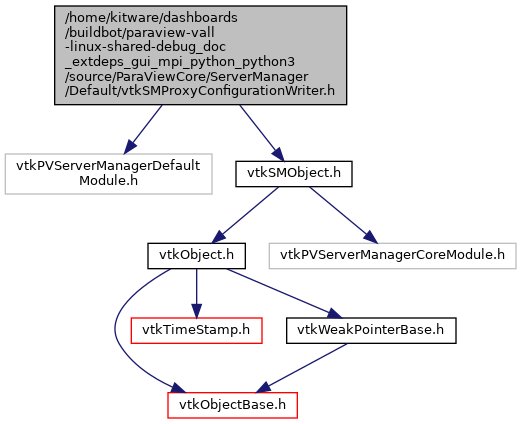 /home/kitware/dashboards
/buildbot/paraview-vall
-linux-shared-debug_doc
_extdeps_gui_mpi_python_python3
/source/ParaViewCore/ServerManager
/Default/vtkSMProxyConfigurationWriter.h
vtkPVServerManagerDefault
Module.h
vtkSMObject.h
vtkObject.h
vtkPVServerManagerCoreModule.h
vtkTimeStamp.h
vtkWeakPointerBase.h
vtkObjectBase.h